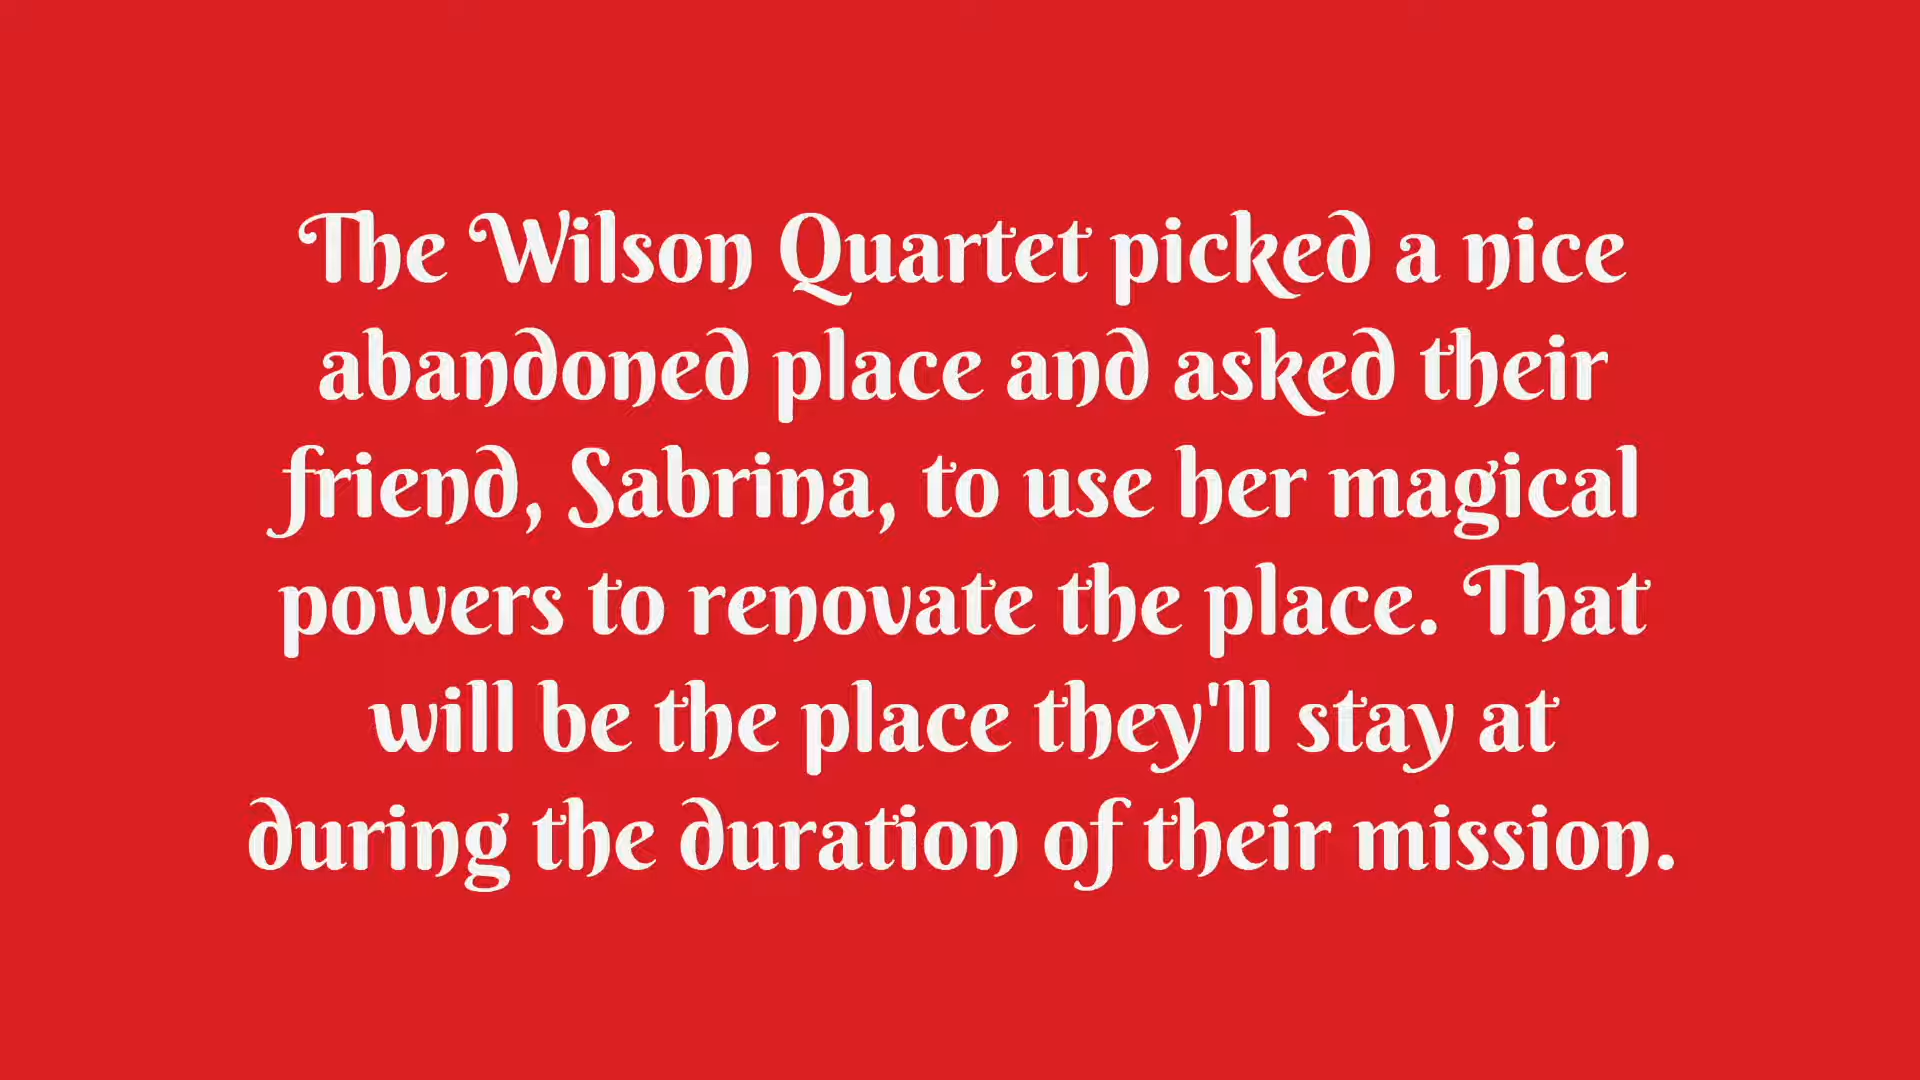 The Wilson Quartet picked a nice
abandoned place and asked their
friend, Sabrina, to use her magical
powers to renovate the place. That
will be the place they'll stay at
during the duration of their mission.